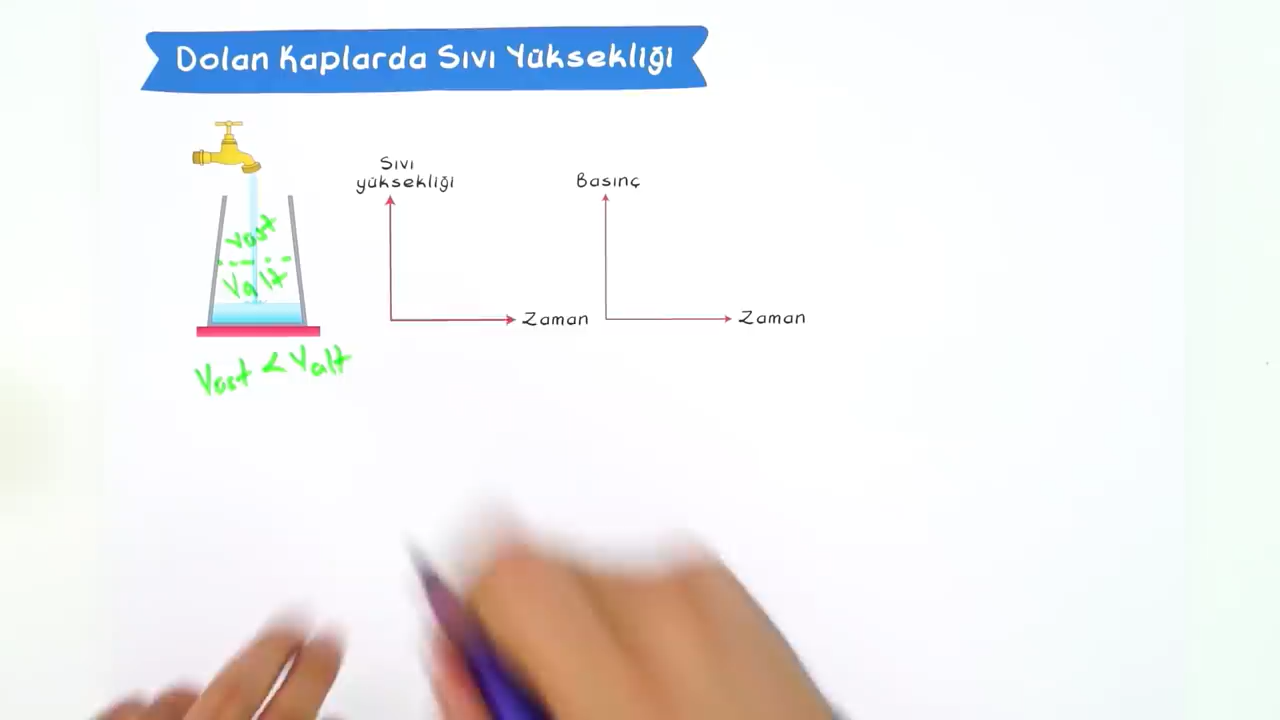 Dolan Kaplarda Sıvı Yüksekliği
Sıvı
yüksekliği
Zaman
Basınç
Zaman
Vüst
Valt
Vüst < Valt